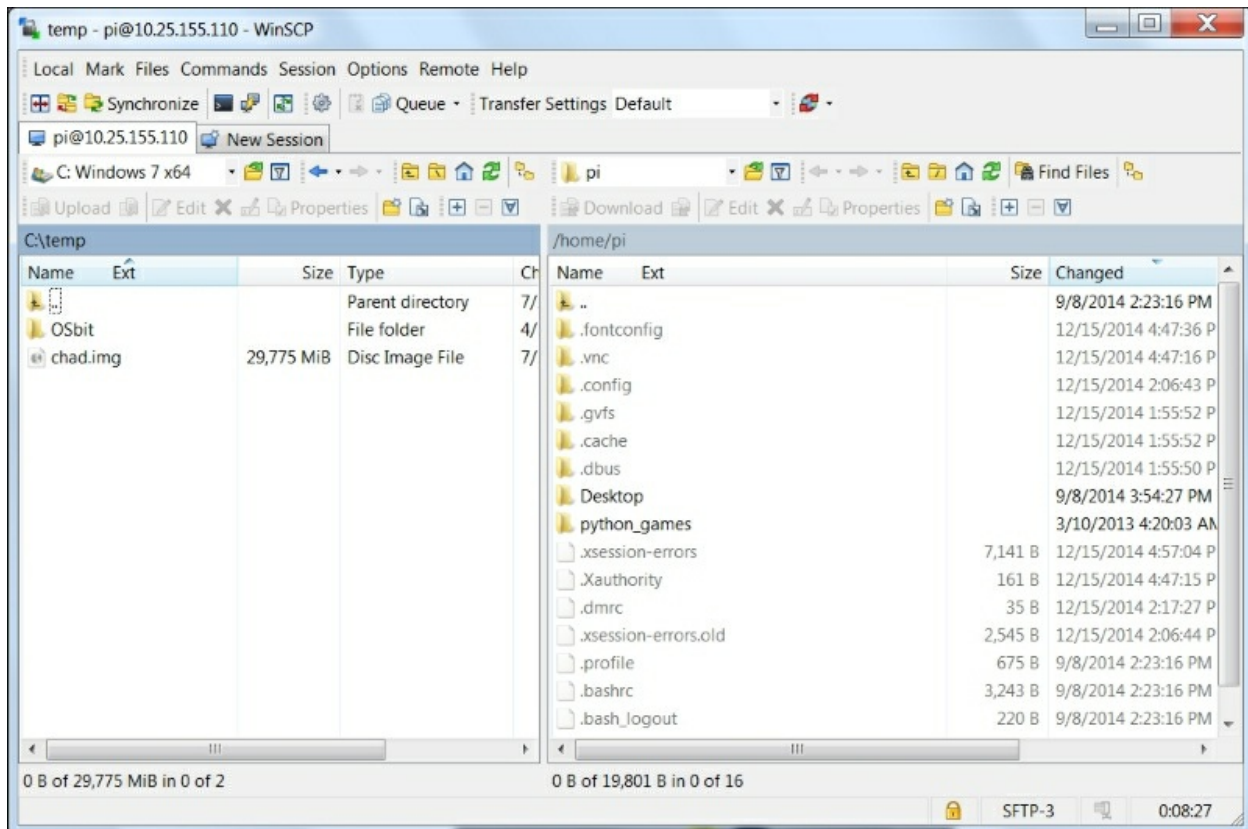 temp - pi@10.25.155.110 - WinSCP
Local Mark Files Commands Session Options Remote Help
Synchronize Queue Transfer Settings Default
pi@10.25.155.110 New Session
C: Windows 7 x64 pi Find Files
Upload Edit Properties Download Edit Properties
C:\temp /home/pi
Name Ext Size Type Ch Name Ext Size Changed
.. Parent directory 7/ .. 9/8/2014 2:23:16 PM
OSbit File folder 4/ .fontconfig 12/15/2014 4:47:36 P
chad.img 29,775 MiB Disc Image File 7/ .vnc 12/15/2014 4:47:16 P
.config 12/15/2014 2:06:43 P
.gvfs 12/15/2014 1:55:52 P
.cache 12/15/2014 1:55:52 P
.dbus 12/15/2014 1:55:50 P
Desktop 9/8/2014 3:54:27 PM
python_games 3/10/2013 4:20:03 AM
.xsession-errors 7,141 B 12/15/2014 4:57:04 P
.Xauthority 161 B 12/15/2014 4:47:15 P
.dmrc 35 B 12/15/2014 2:17:27 P
.xsession-errors.old 2,545 B 12/15/2014 2:06:44 P
.profile 675 B 9/8/2014 2:23:16 PM
.bashrc 3,243 B 9/8/2014 2:23:16 PM
.bash_logout 220 B 9/8/2014 2:23:16 PM
0 B of 29,775 MiB in 0 of 2 0 B of 19,801 B in 0 of 16
SFTP-3 0:08:27